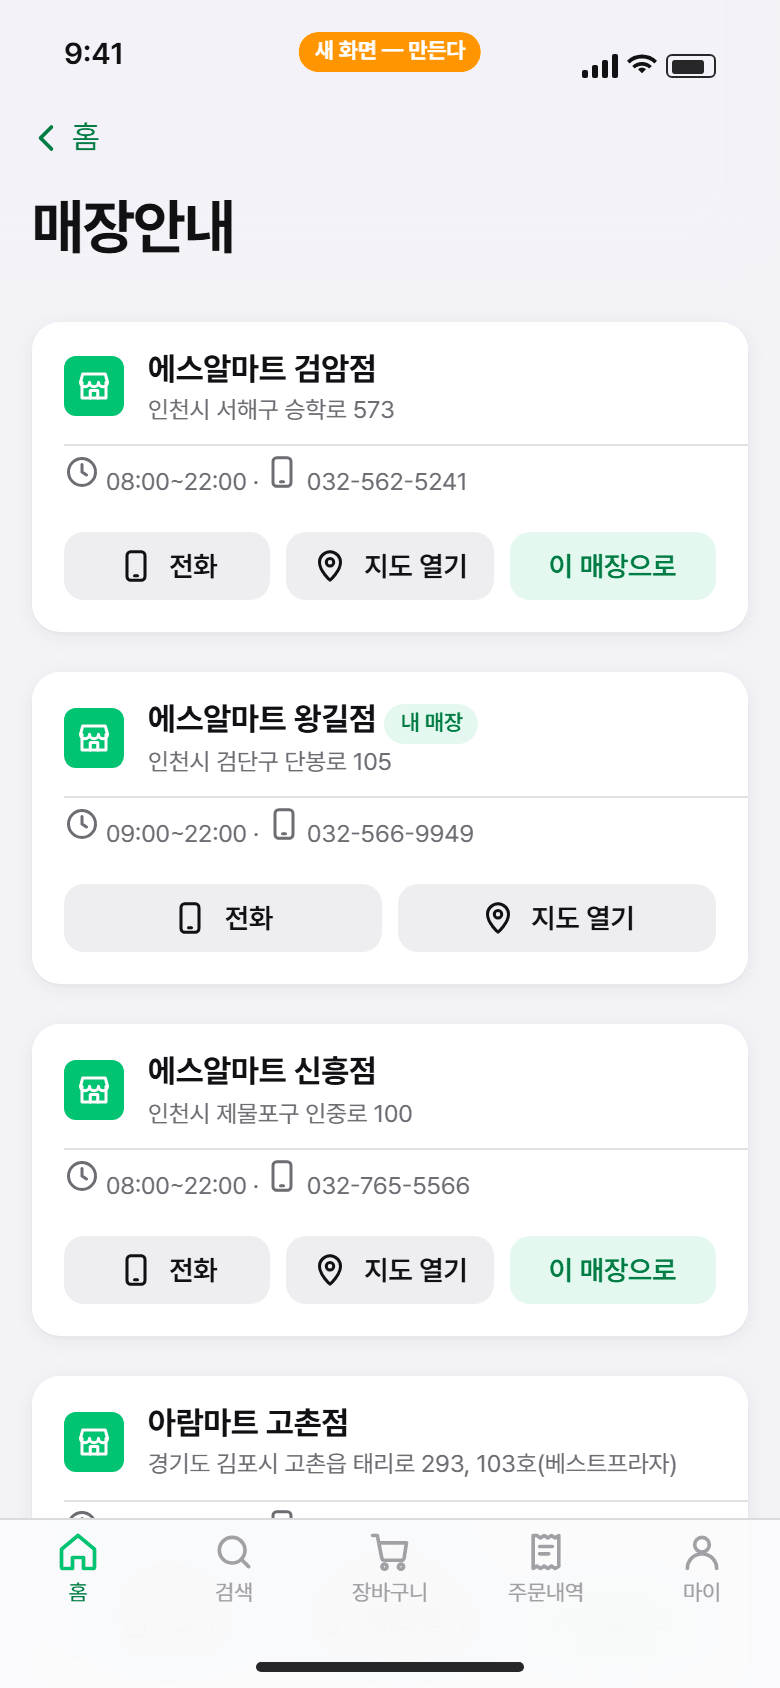 9:41
새 화면 — 만든다
홈
매장안내
에스알마트 검암점
인천시 서해구 승학로 573
08:00~22:00 · 032-562-5241
전화 지도 열기 이 매장으로
에스알마트 왕길점 내 매장
인천시 검단구 단봉로 105
09:00~22:00 · 032-566-9949
전화 지도 열기
에스알마트 신흥점
인천시 제물포구 인중로 100
08:00~22:00 · 032-765-5566
전화 지도 열기 이 매장으로
아람마트 고촌점
경기도 김포시 고촌읍 태리로 293, 103호(베스트프라자)
홈 검색 장바구니 주문내역 마이